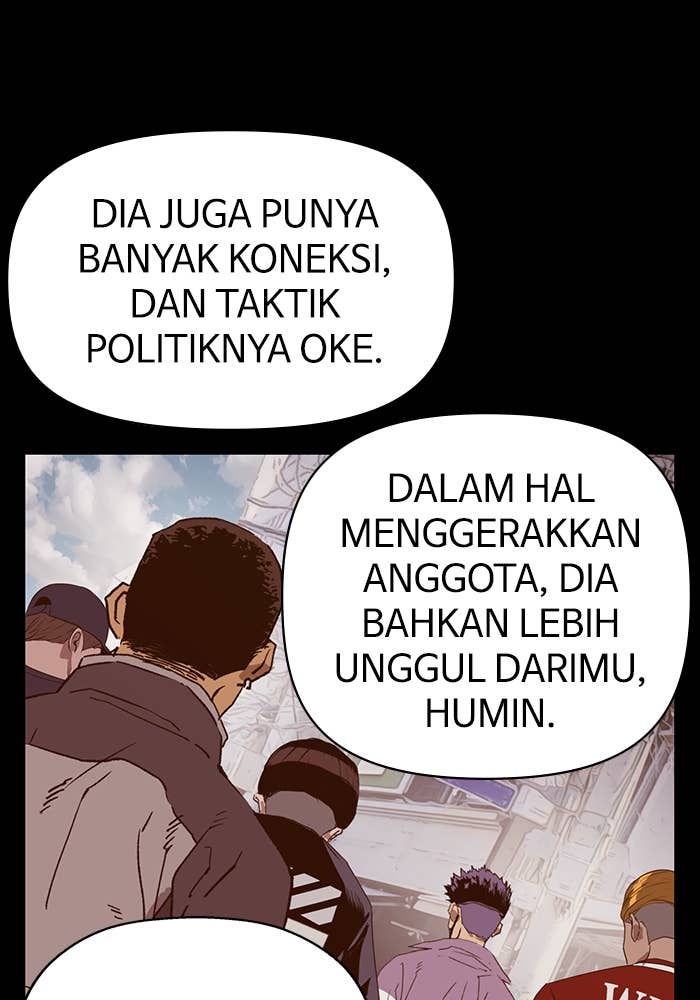 DIA JUGA PUNYA
BANYAK KONEKSI,
DAN TAKTIK
POLITIKNYA OKE.
DALAM HAL
MENGGERAKKAN
ANGGOTA, DIA
BAHKAN LEBIH
UNGGUL DARIMU,
HUMIN.